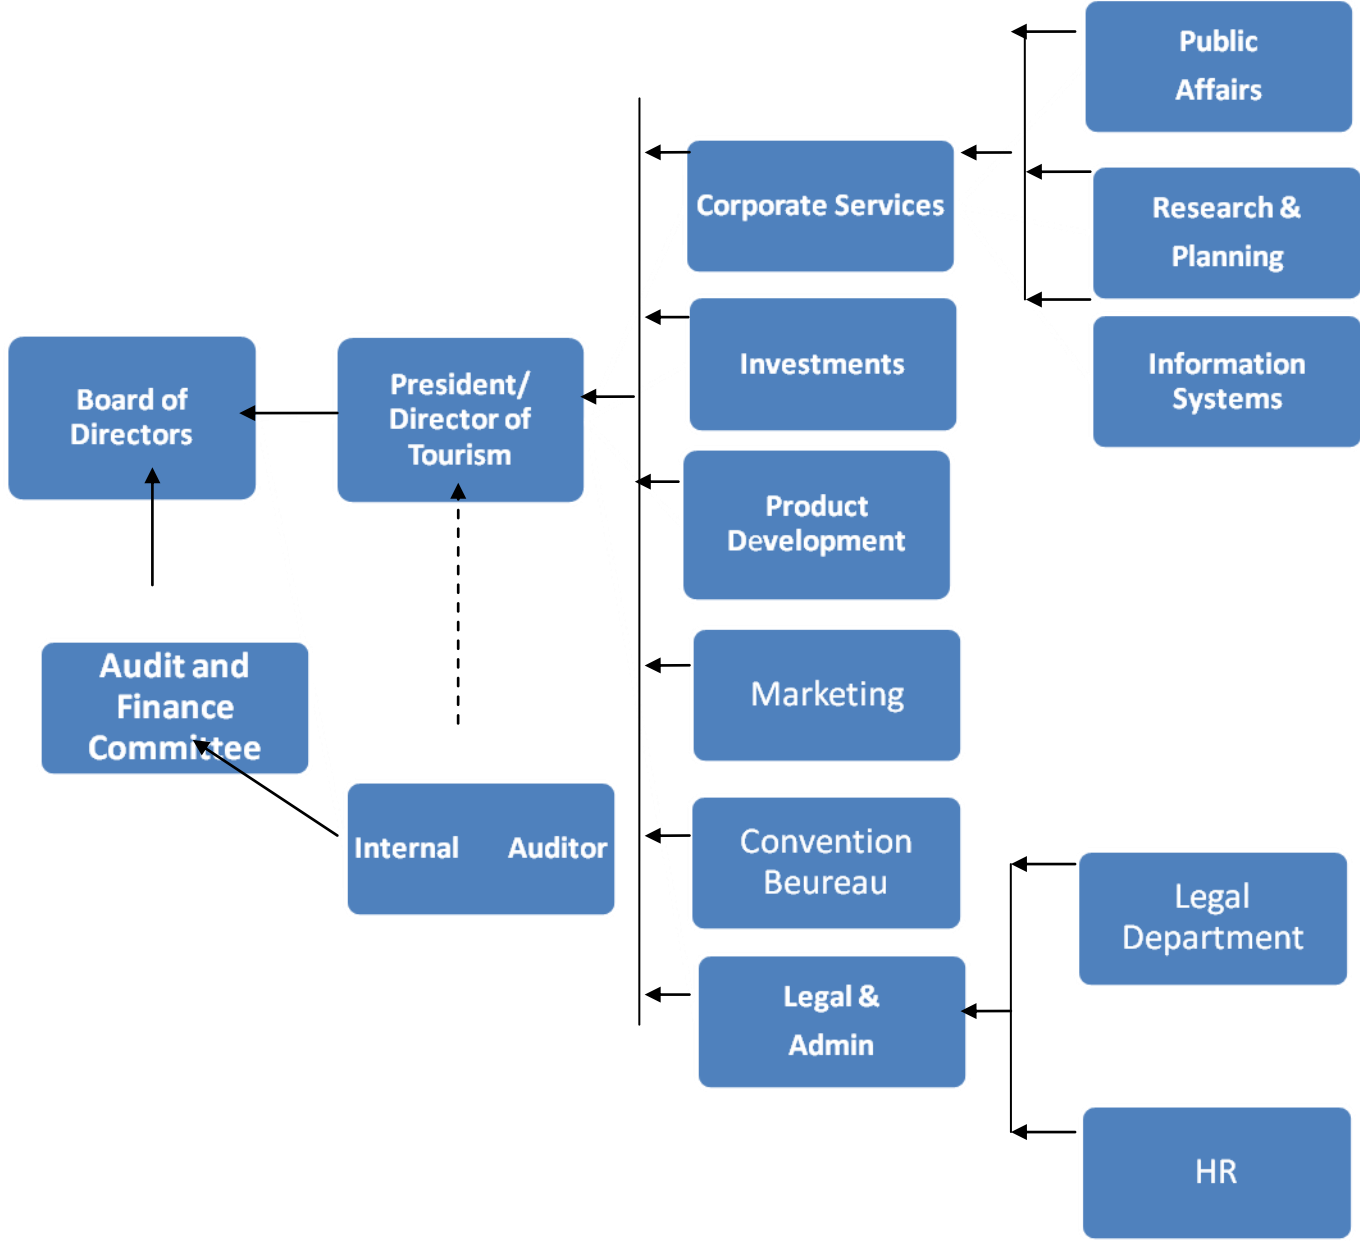 Public
Affairs
Corporate Services
Research &
Planning
Investments
Information
Systems
Board of
Directors
President/
Director of
Tourism
Product
Development
Audit and
Finance
Committee
Marketing
Internal Auditor
Convention
Beureau
Legal
Department
Legal &
Admin
HR